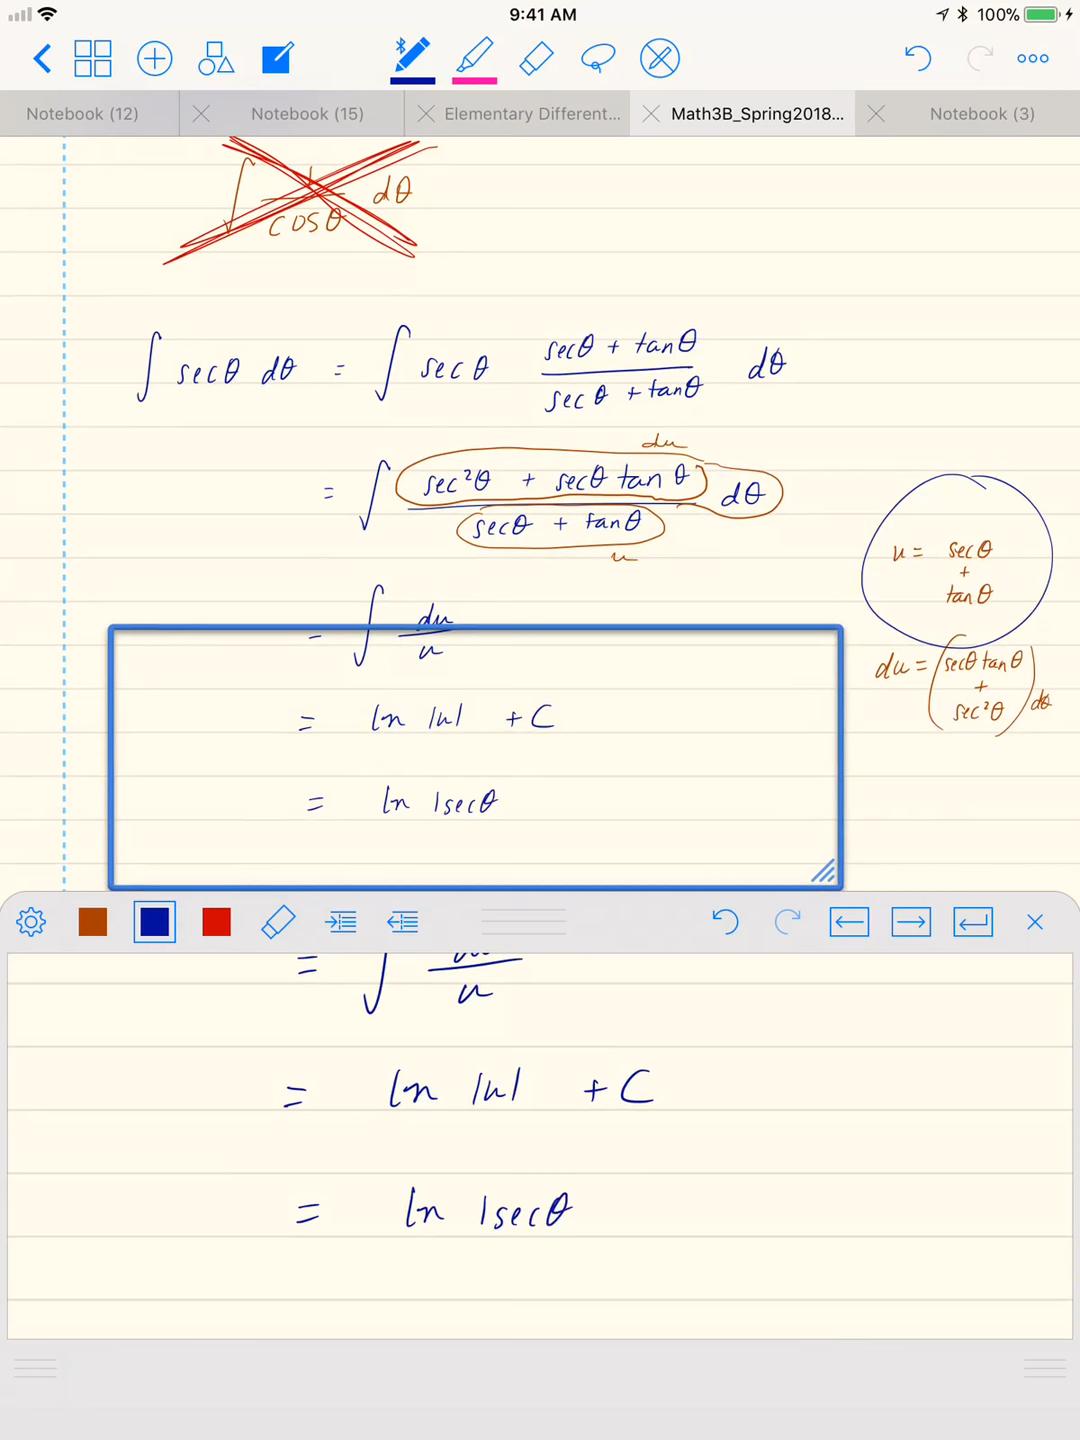 9:41 AM
100%
Notebook (12)
Notebook (15)
Elementary Different...
Math3B_Spring2018...
Notebook (3)
∫ 1/cosθ dθ
∫ secθ dθ = ∫ secθ (secθ + tanθ)/(secθ + tanθ) dθ
du
= ∫ (sec²θ + secθ tanθ)/(secθ + tanθ) dθ
u
u = secθ + tanθ
du = (secθ tanθ + sec²θ) dθ
= ∫ du/u
= ln |u| + C
= ln |secθ
= ∫ du/u
= ln |u| + C
= ln |secθ